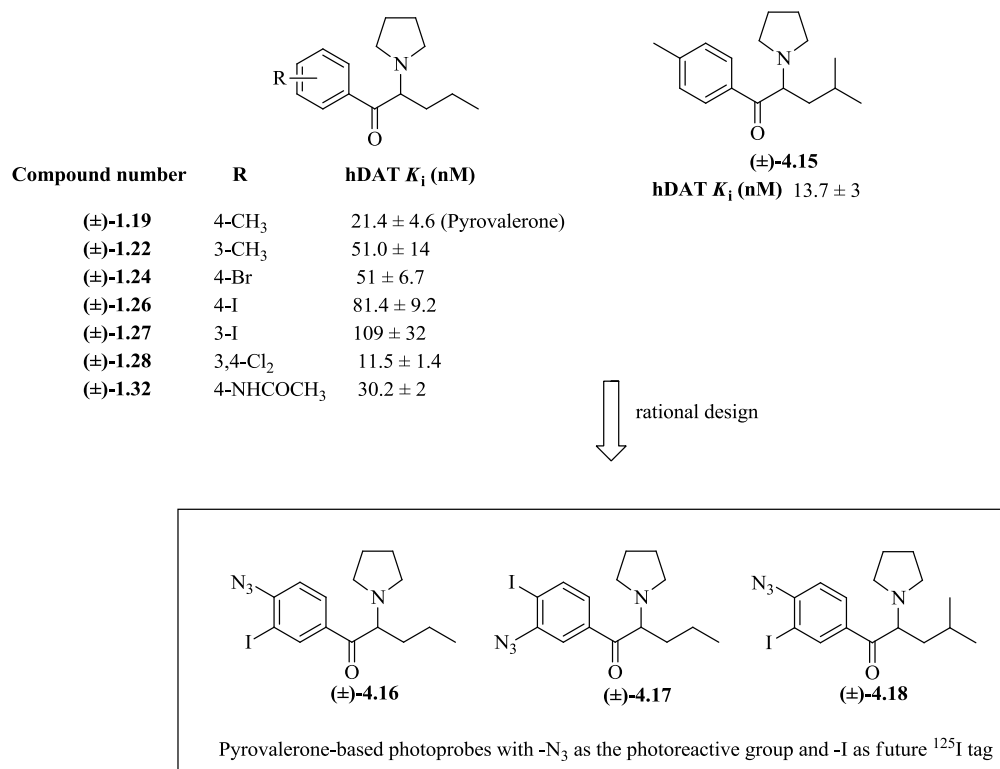 R
N
O
N
O
(±)-4.15
hDAT Ki (nM) 13.7 ± 3
Compound number R hDAT Ki (nM)
(±)-1.19 4-CH3 21.4 ± 4.6 (Pyrovalerone)
(±)-1.22 3-CH3 51.0 ± 14
(±)-1.24 4-Br 51 ± 6.7
(±)-1.26 4-I 81.4 ± 9.2
(±)-1.27 3-I 109 ± 32
(±)-1.28 3,4-Cl2 11.5 ± 1.4
(±)-1.32 4-NHCOCH3 30.2 ± 2
rational design
N3
I
N
O
(±)-4.16
I
N3
N
O
(±)-4.17
N3
I
N
O
(±)-4.18
Pyrovalerone-based photoprobes with -N3 as the photoreactive group and -I as future 125I tag